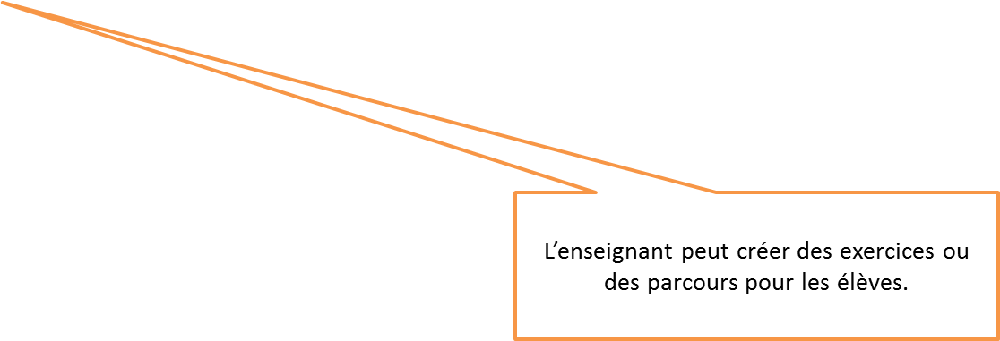 L’enseignant peut créer des exercices ou
des parcours pour les élèves.